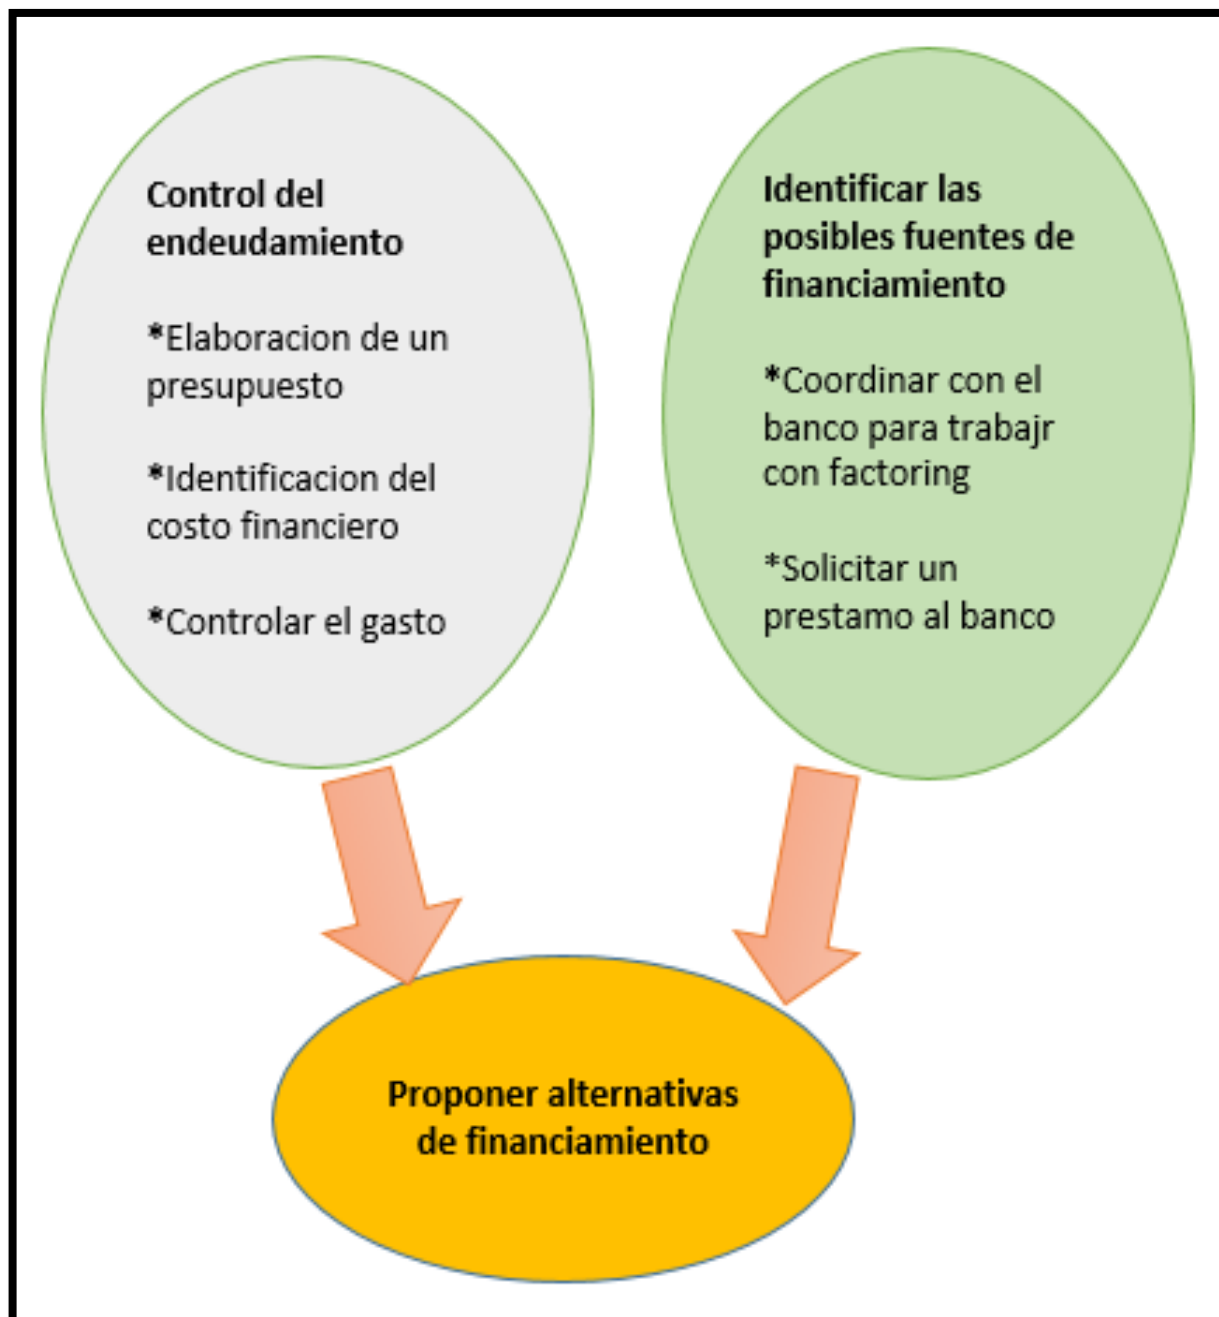 Control del
endeudamiento
*Elaboracion de un
presupuesto
*Identificacion del
costo financiero
*Controlar el gasto
Identificar las
posibles fuentes de
financiamiento
*Coordinar con el
banco para trabajr
con factoring
*Solicitar un
prestamo al banco
Proponer alternativas
de financiamiento